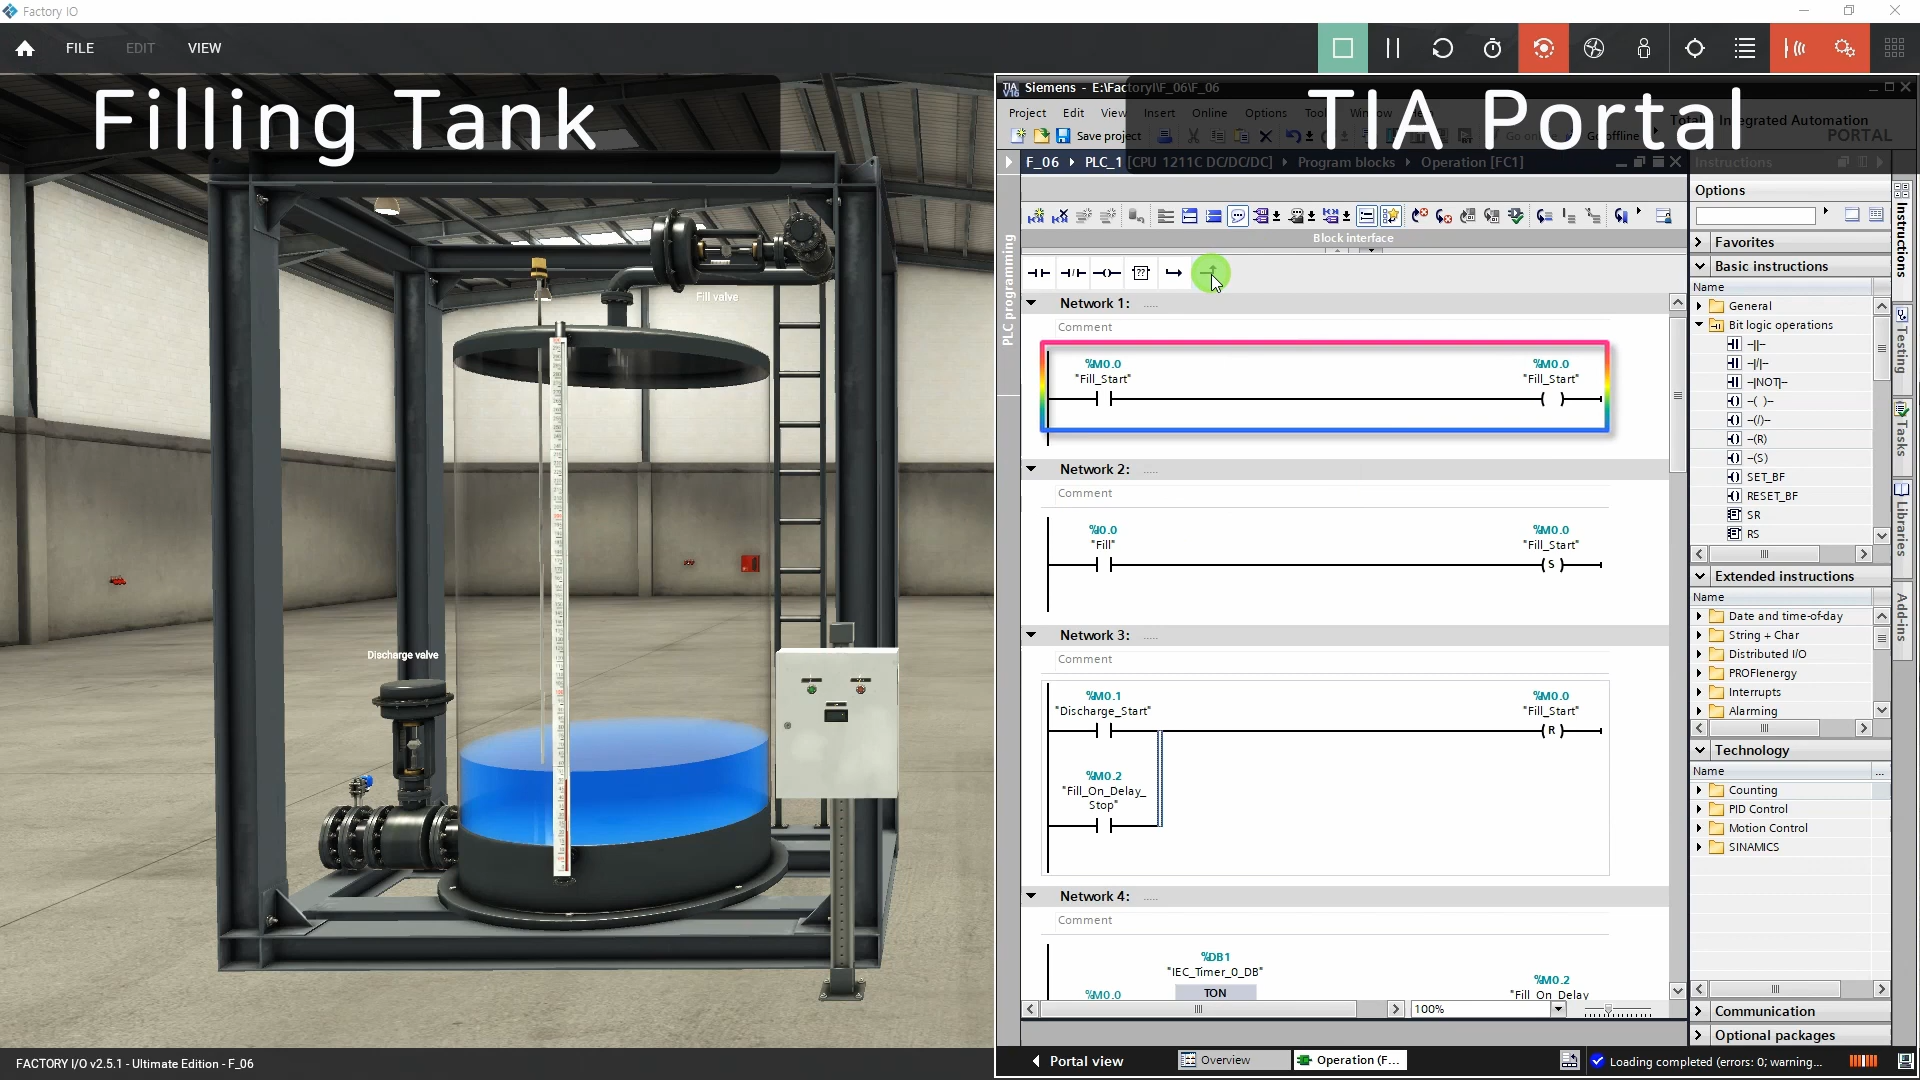 Factory IO
FILE
EDIT
VIEW
Filling Tank
Fill valve
Discharge valve
FACTORY I/O v2.5.1 - Ultimate Edition - F_06
Siemens - E:\FactoryI\F_06\F_06
TIA Portal
Project Edit View Insert Online Options
Save project
Integrated Automation
PORTAL
F_06 PLC_1 [CPU 1211C DC/DC/DC] Program blocks Operation [FC1]
PLC programming
Block interface
Network 1: .....
Comment
%M0.0
"Fill_Start"
%M0.0
"Fill_Start"
Network 2: .....
Comment
%I0.0
"Fill"
%M0.0
"Fill_Start"
S
Network 3: .....
Comment
%M0.1
"Discharge_Start"
%M0.0
"Fill_Start"
R
%M0.2
"Fill_On_Delay_
Stop"
Network 4: .....
Comment
%DB1
"IEC_Timer_0_DB"
TON
%M0.0
%M0.2
"Fill_On_Delay
100%
Instructions
Options
Favorites
Basic instructions
Name
General
Bit logic operations
-||-
-|/|-
-|NOT|-
-( )-
-(/)-
-(R)
-(S)
SET_BF
RESET_BF
SR
RS
Extended instructions
Name
Date and time-of-day
String + Char
Distributed I/O
PROFIenergy
Interrupts
Alarming
Technology
Name ...
Counting
PID Control
Motion Control
SINAMICS
Communication
Optional packages
Instructions
Testing
Tasks
Libraries
Add-ins
Portal view
Overview
Operation (F...
Loading completed (errors: 0; warning...